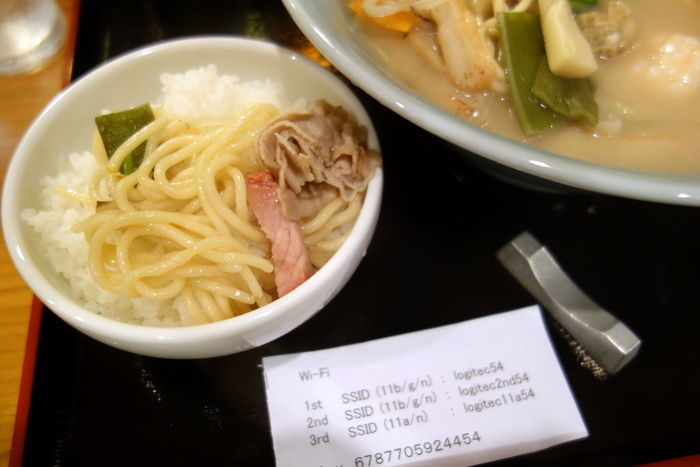 Wi-Fi
1st SSID (11b/g/n) : logitec54
2nd SSID (11b/g/n) : logitec2nd54
3rd SSID (11a/n) : logitec11a54
6787705924454